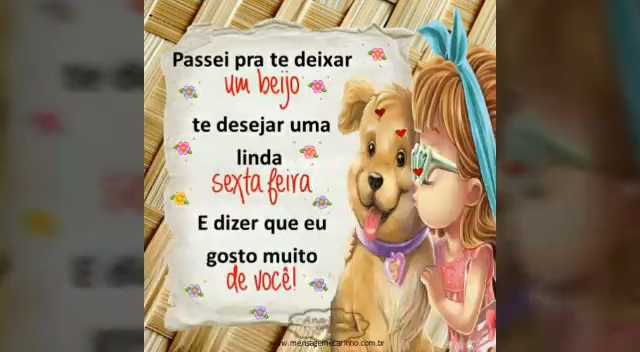 Passei pra te deixar
um beijo
te desejar uma
linda
sexta feira
E dizer que eu
gosto muito
de você!
www.mensagemecarinho.com.br